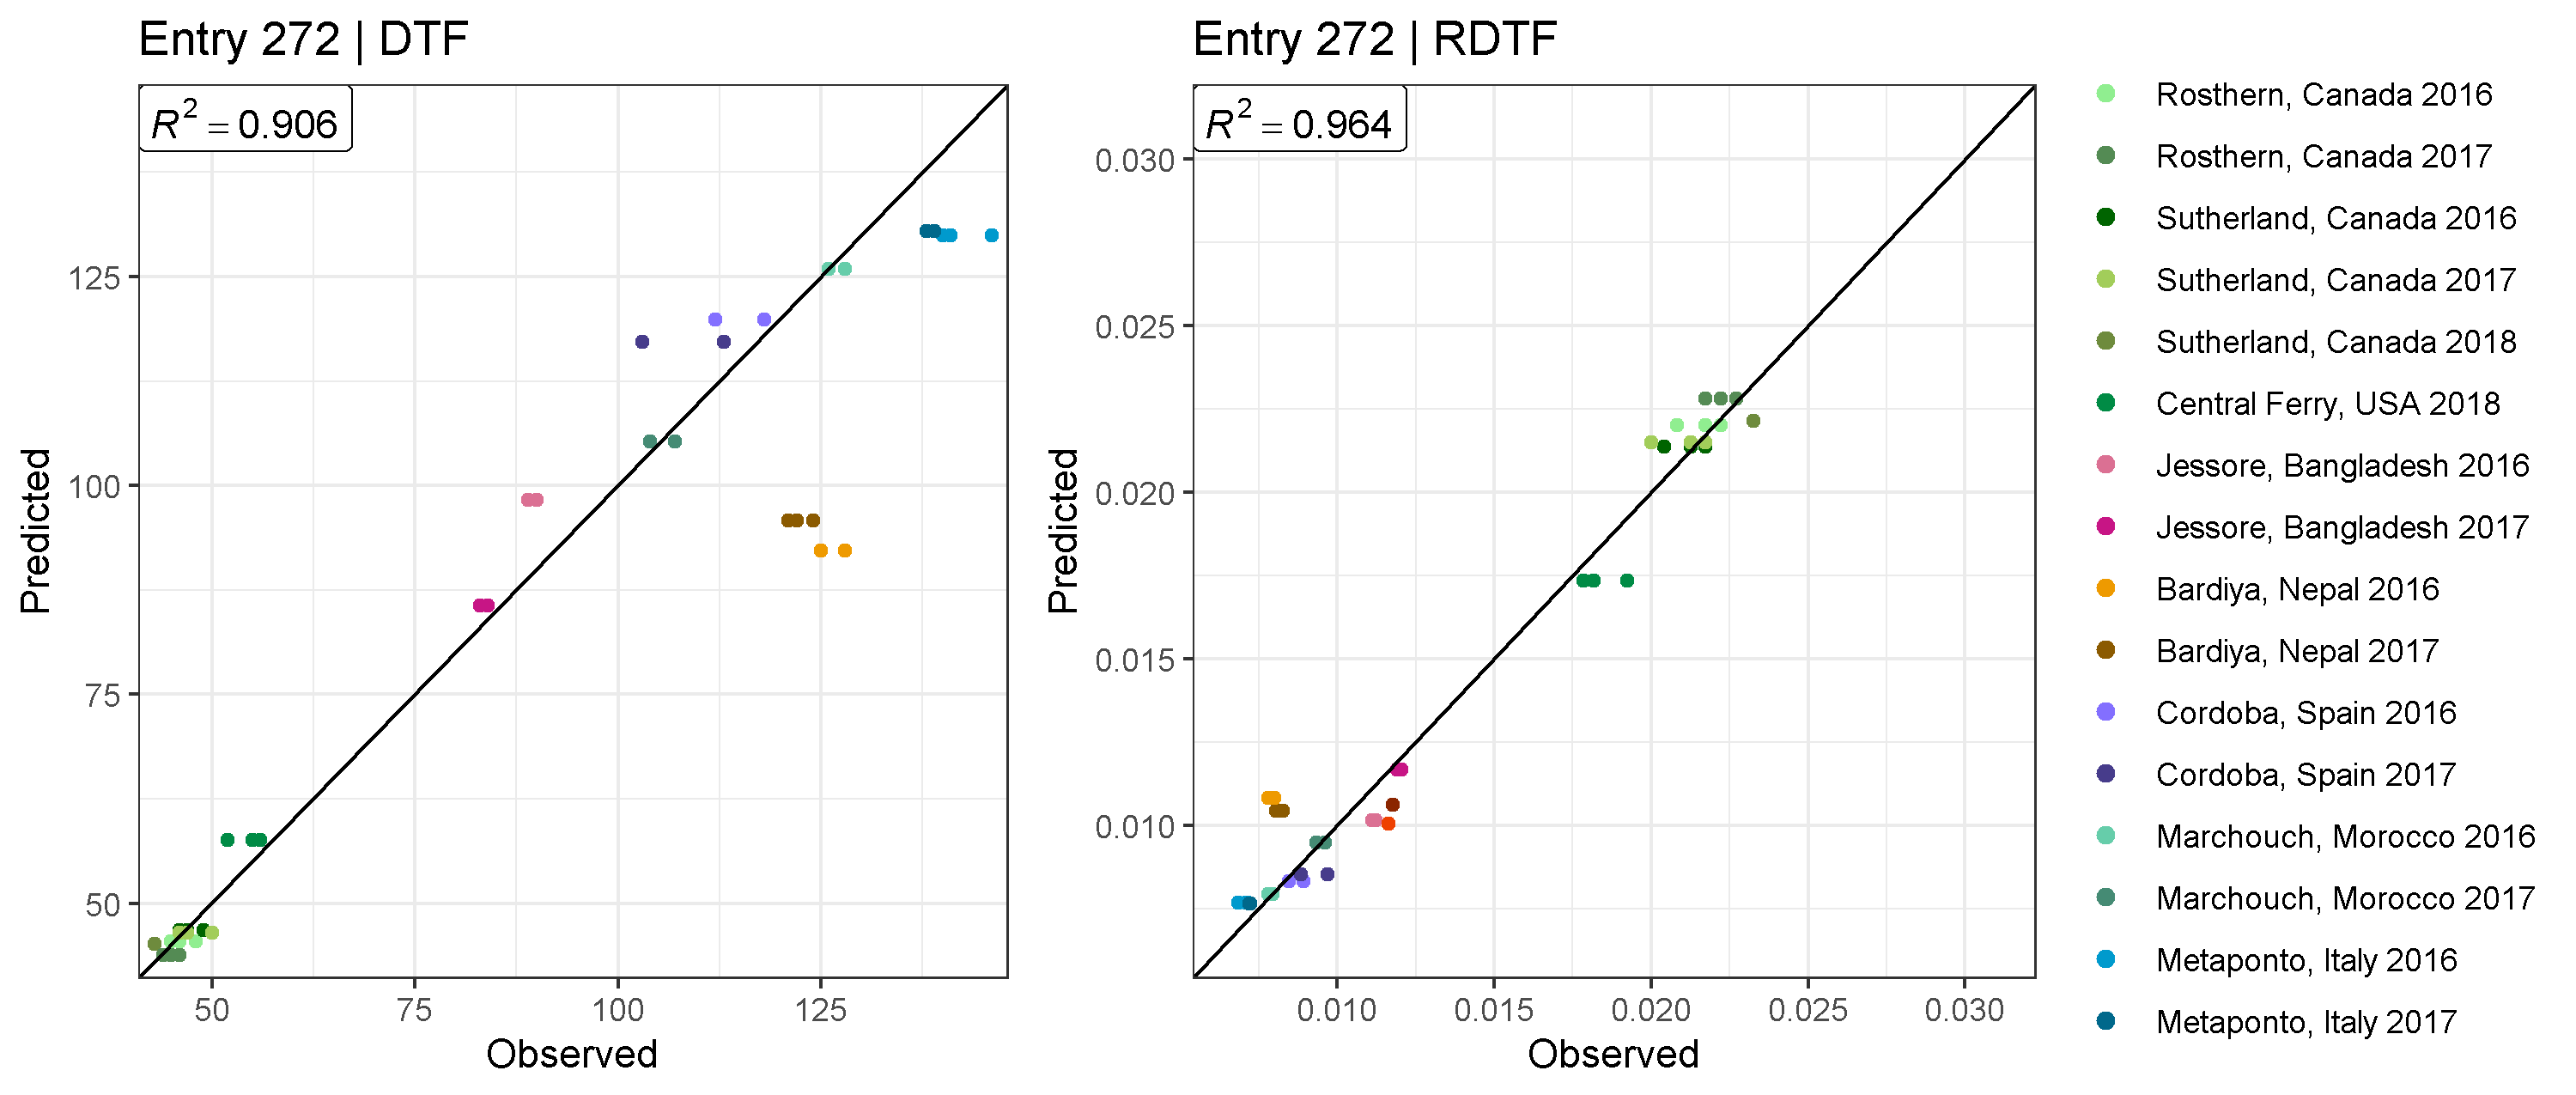 Entry 272 | DTF
R² = 0.906
125
100
75
50
50 75 100 125
Observed
Predicted
Entry 272 | RDTF
R² = 0.964
0.030
0.025
0.020
0.015
0.010
0.010 0.015 0.020 0.025 0.030
Observed
Predicted
Rosthern, Canada 2016
Rosthern, Canada 2017
Sutherland, Canada 2016
Sutherland, Canada 2017
Sutherland, Canada 2018
Central Ferry, USA 2018
Jessore, Bangladesh 2016
Jessore, Bangladesh 2017
Bardiya, Nepal 2016
Bardiya, Nepal 2017
Cordoba, Spain 2016
Cordoba, Spain 2017
Marchouch, Morocco 2016
Marchouch, Morocco 2017
Metaponto, Italy 2016
Metaponto, Italy 2017